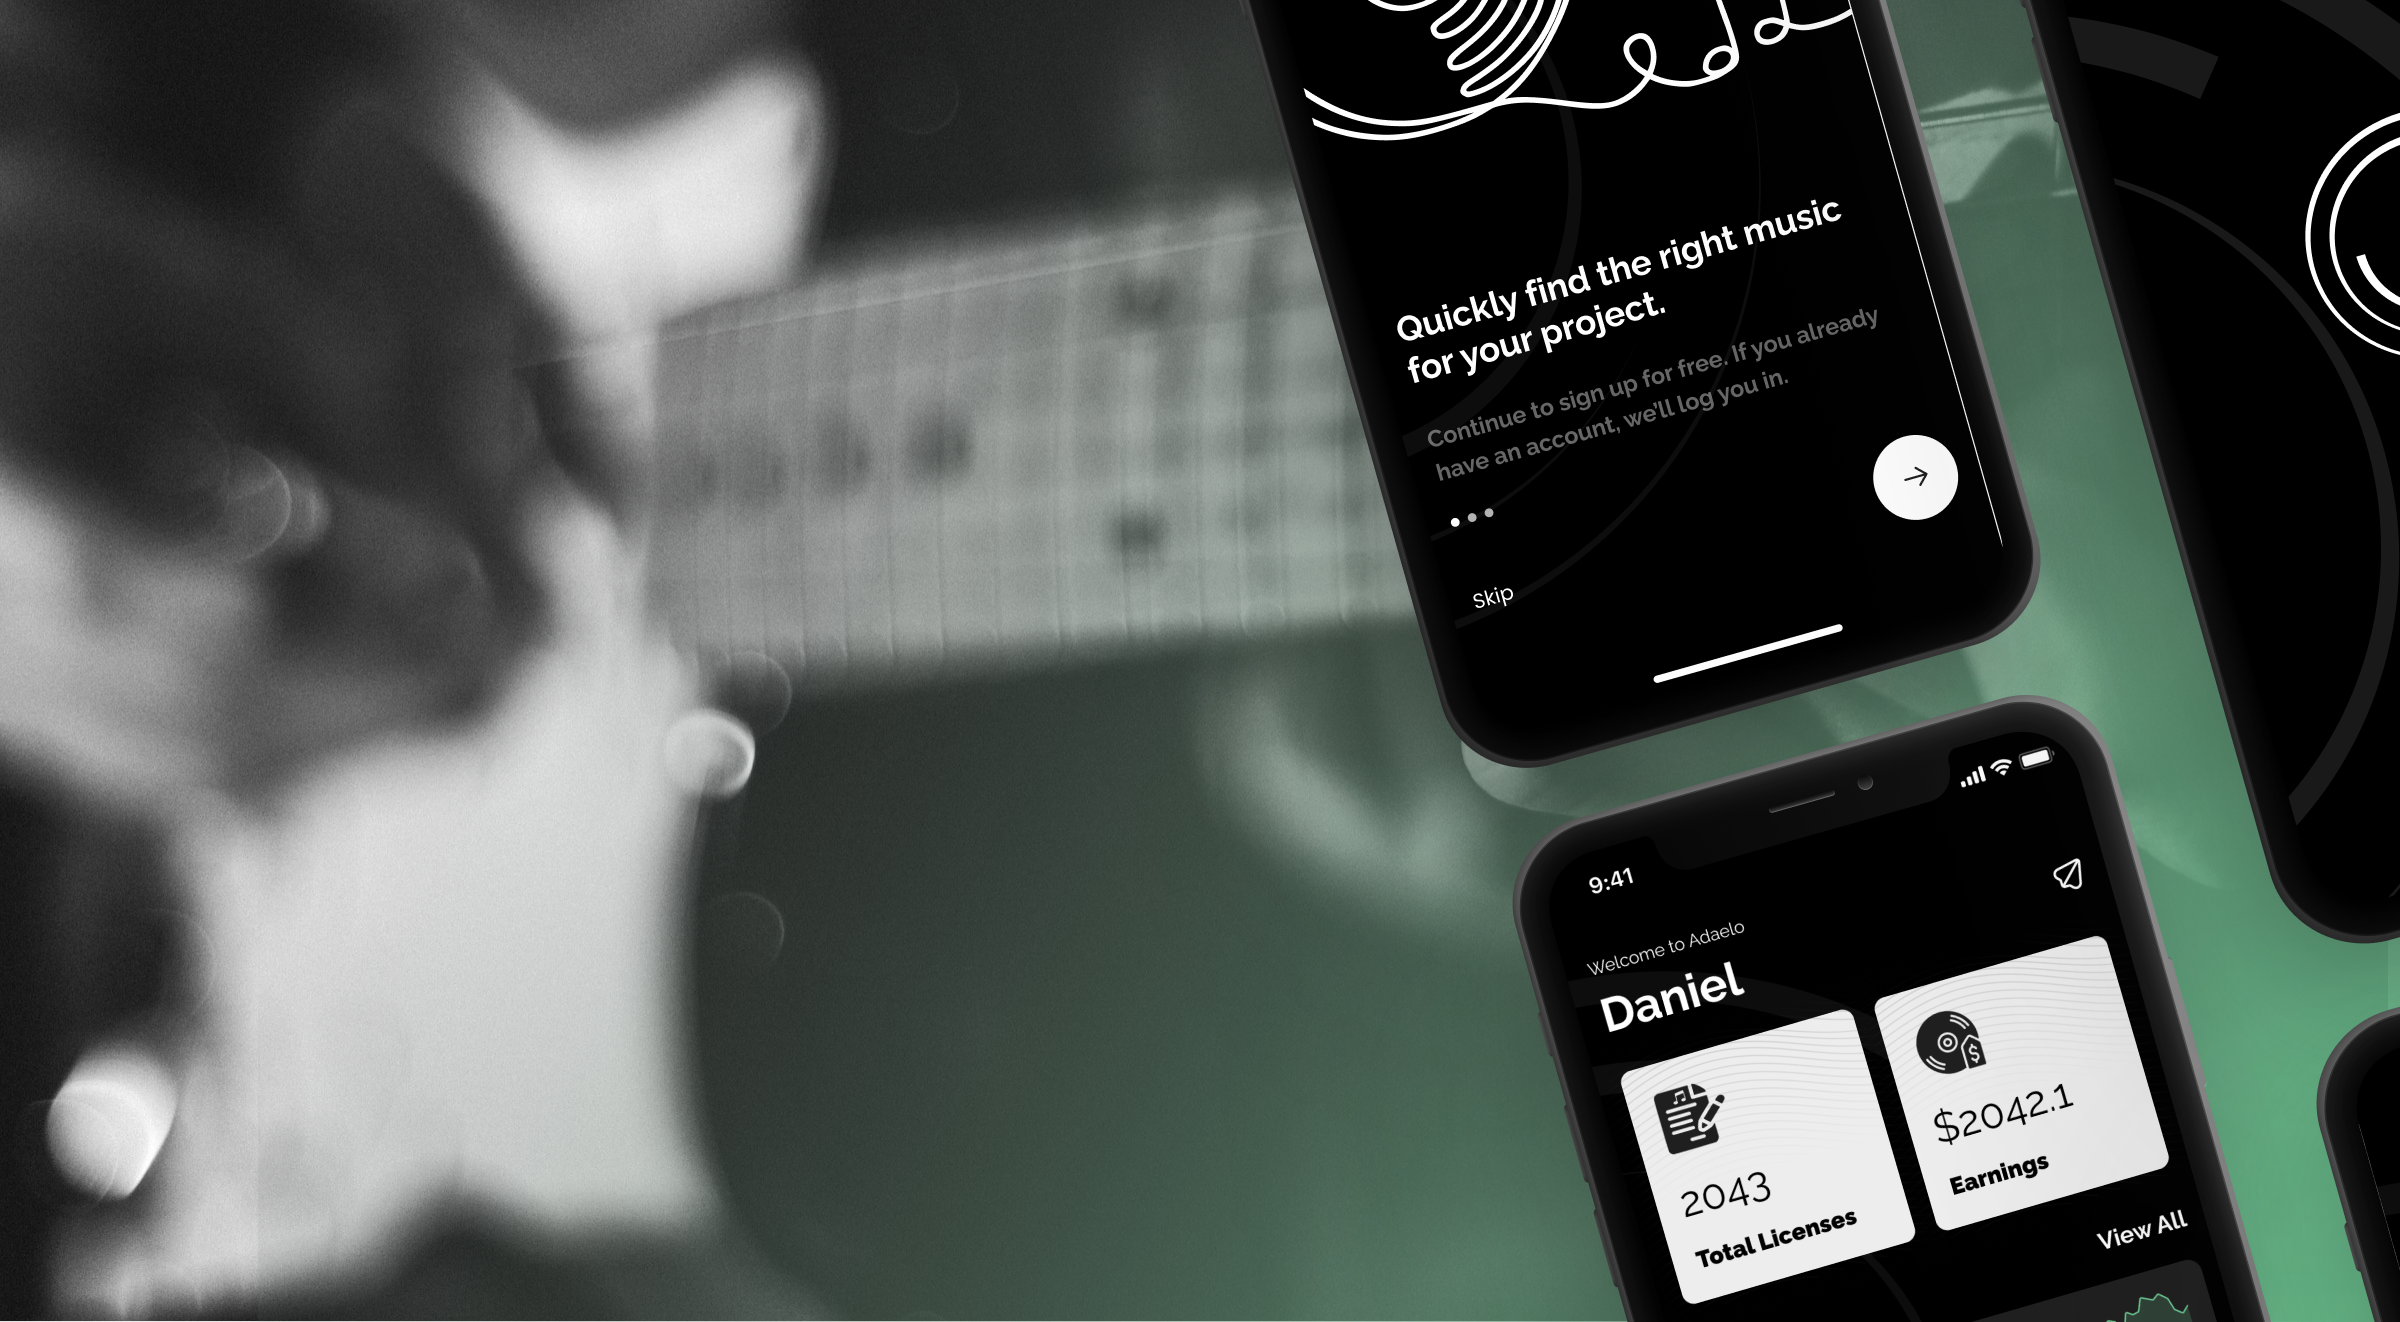 Quickly find the right music
for your project.
Continue to sign up for free. If you already
have an account, we'll log you in.
Skip
9:41
Welcome to Adaelo
Daniel
2043
Total Licenses
$
$2042.1
Earnings
View All